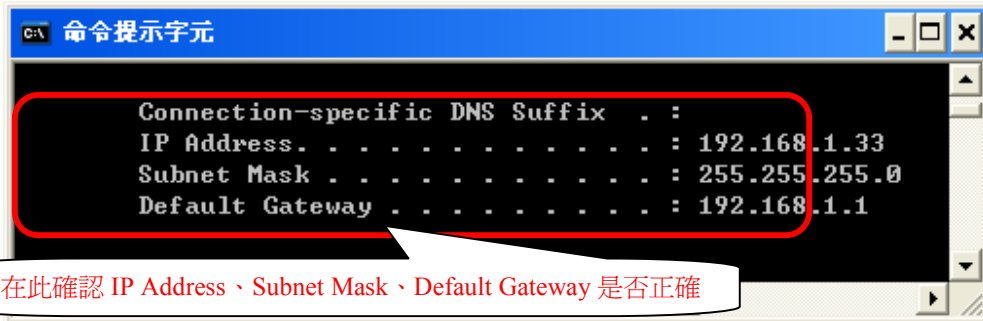 命令提示字元
Connection-specific DNS Suffix  . :
IP Address. . . . . . . . . . . . : 192.168.1.33
Subnet Mask . . . . . . . . . . . : 255.255.255.0
Default Gateway . . . . . . . . . : 192.168.1.1
在此確認 IP Address、Subnet Mask、Default Gateway 是否正確